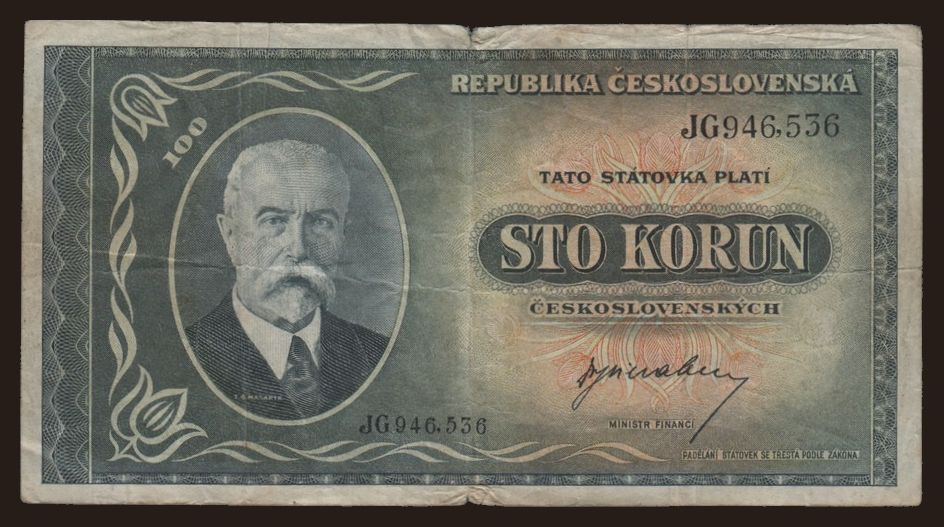 100
REPUBLIKA ČESKOSLOVENSKÁ
JG946,536
TATO STÁTOVKA PLATÍ
STO KORUN
ČESKOSLOVENSKÝCH
T.G.MASARYK
JG946,536
MINISTR FINANCÍ
PADĚLÁNÍ STÁTOVEK SE TRESTÁ PODLE ZÁKONA